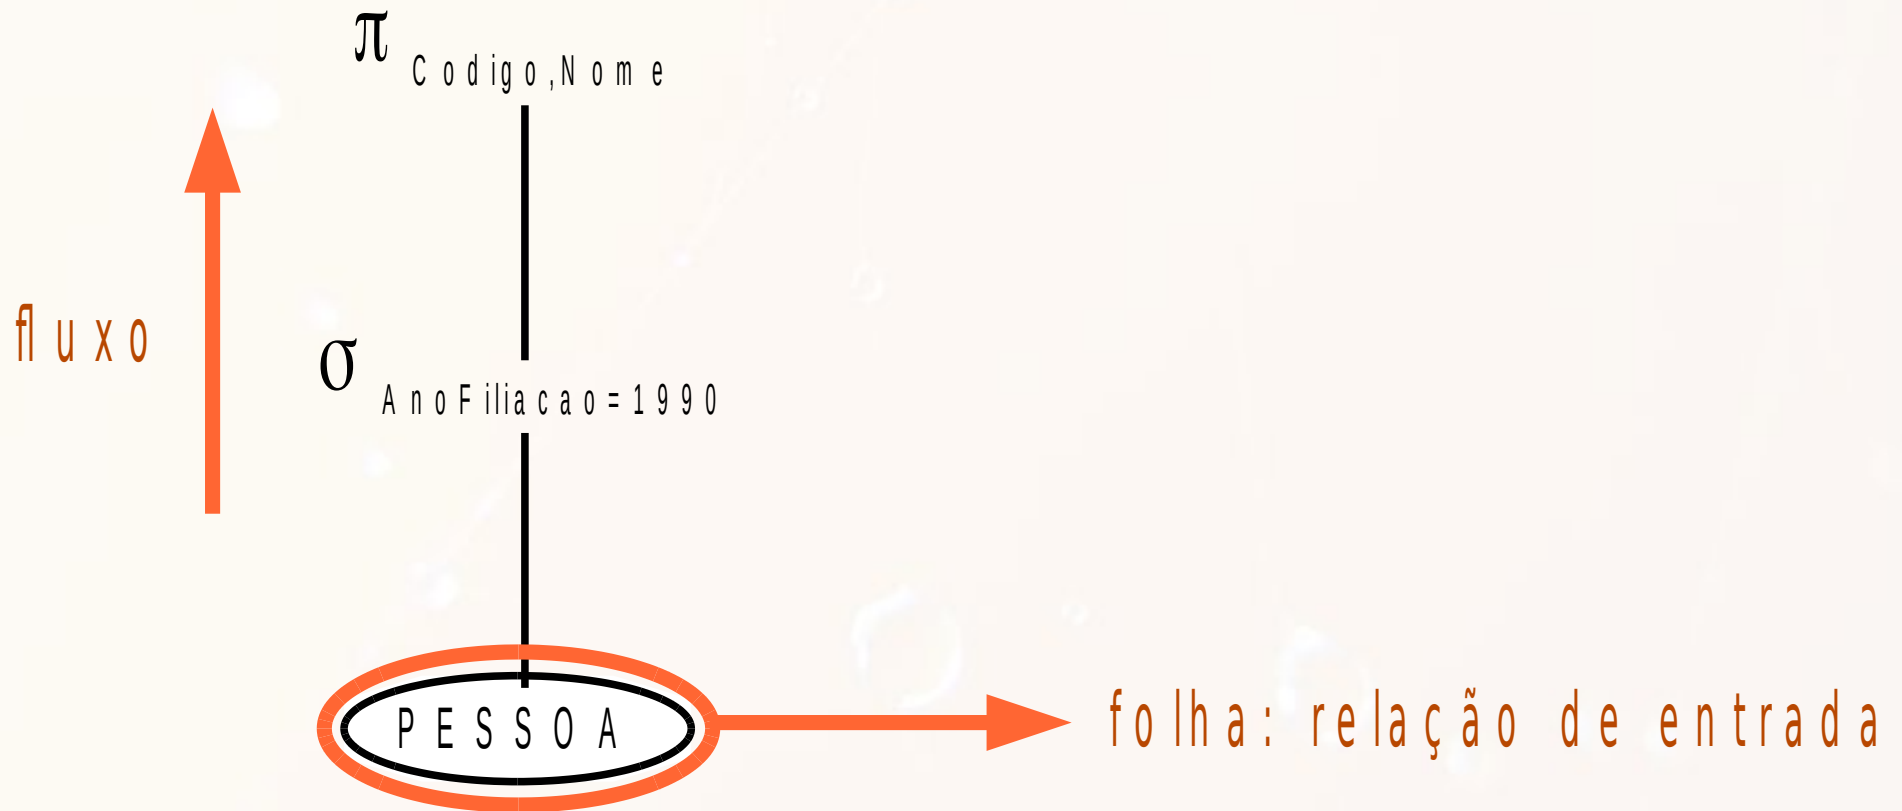 π Codigo,Nome
fluxo
σ AnoFiliacao=1990
PESSOA
folha: relação de entrada